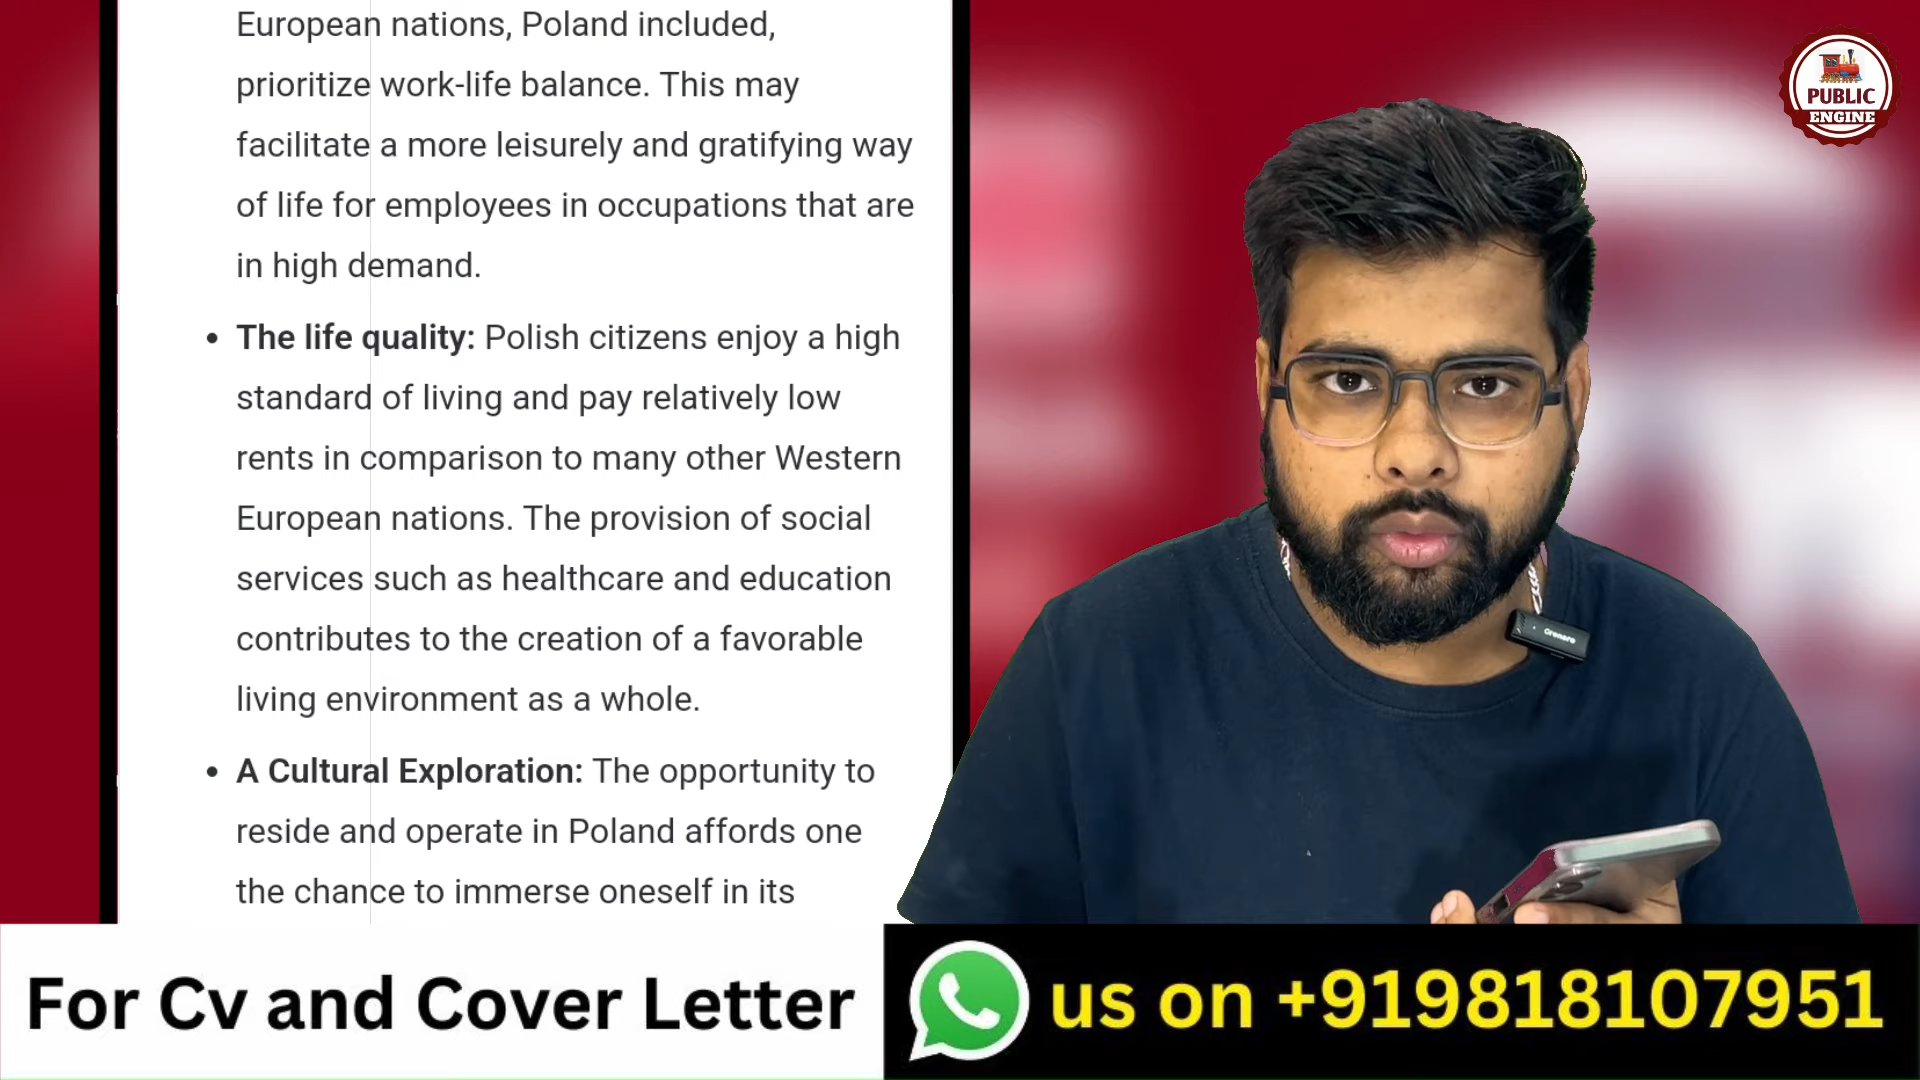 European nations, Poland included,
prioritize work-life balance. This may
facilitate a more leisurely and gratifying way
of life for employees in occupations that are
in high demand.
• The life quality: Polish citizens enjoy a high
standard of living and pay relatively low
rents in comparison to many other Western
European nations. The provision of social
services such as healthcare and education
contributes to the creation of a favorable
living environment as a whole.
• A Cultural Exploration: The opportunity to
reside and operate in Poland affords one
the chance to immerse oneself in its
PUBLIC
ENGINE
For Cv and Cover Letter
us on +919818107951